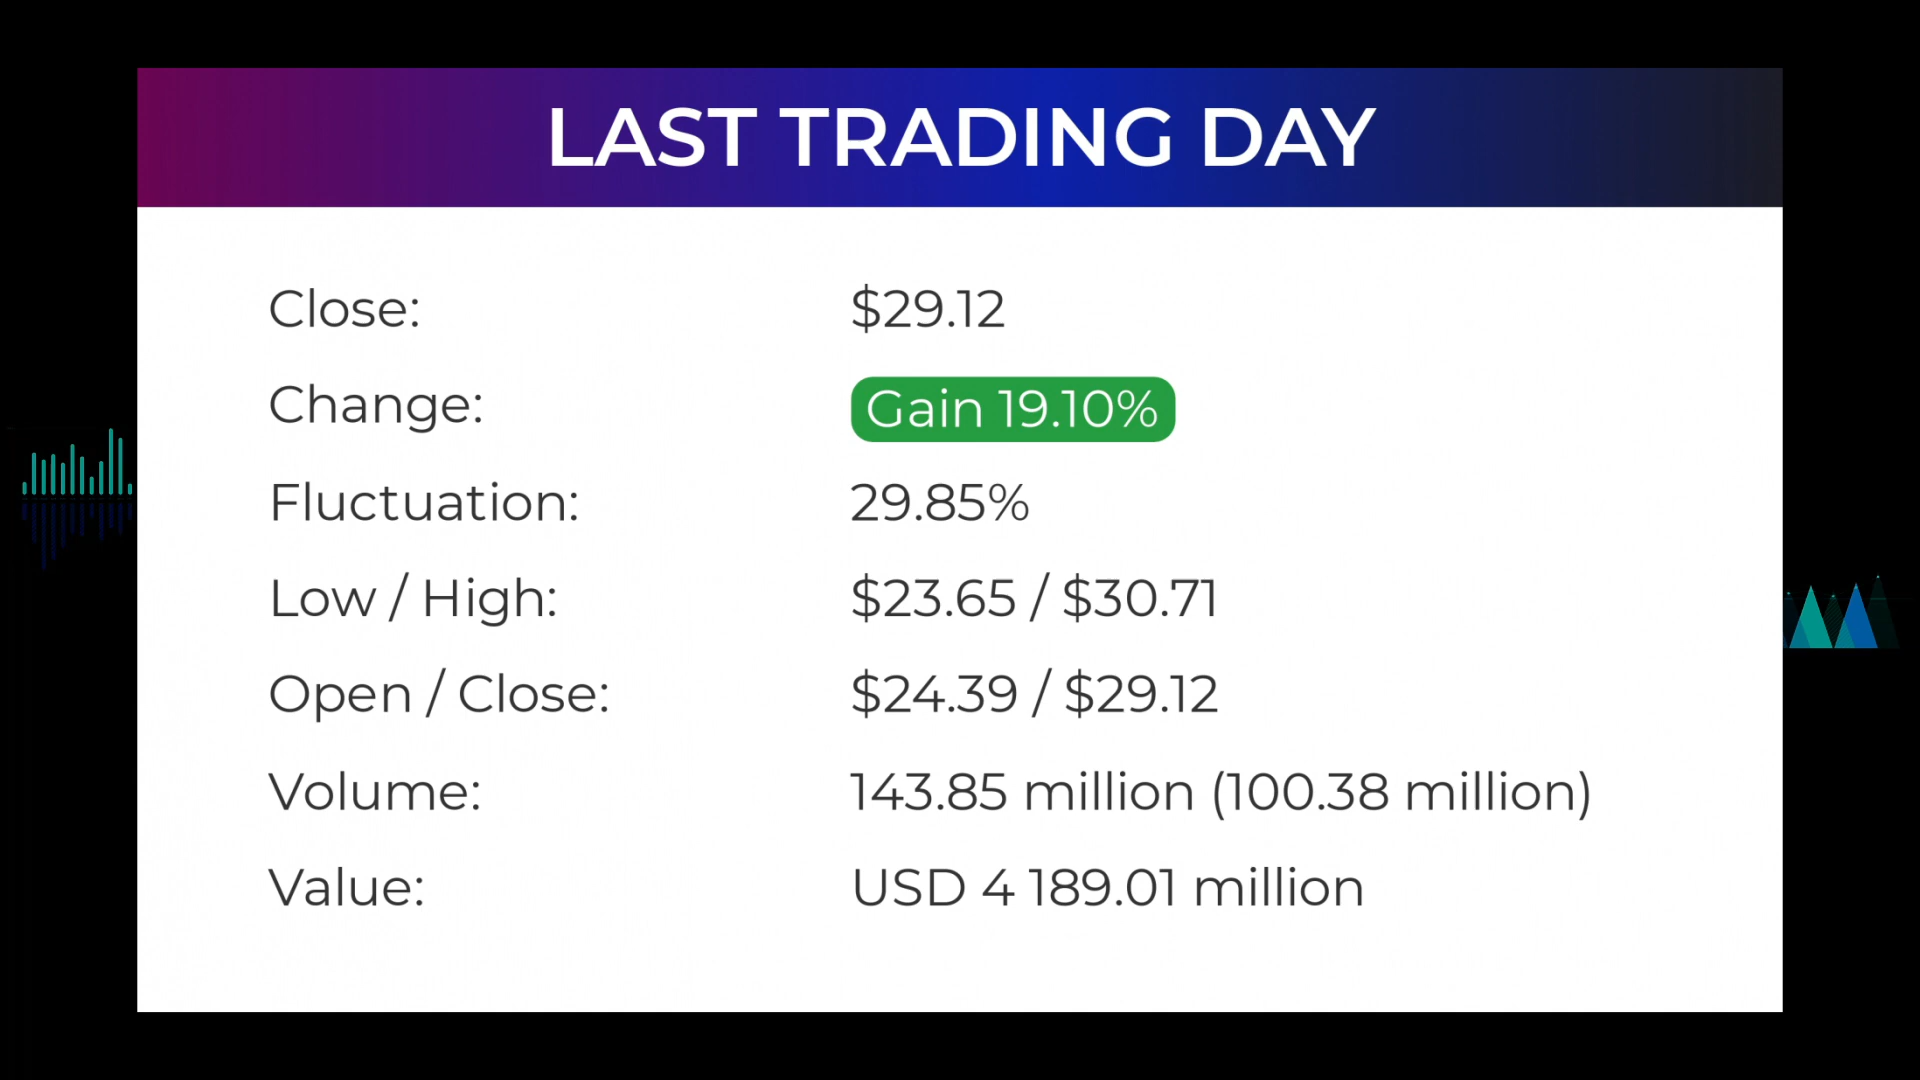 LAST TRADING DAY
Close: $29.12
Change: Gain 19.10%
Fluctuation: 29.85%
Low / High: $23.65 / $30.71
Open / Close: $24.39 / $29.12
Volume: 143.85 million (100.38 million)
Value: USD 4 189.01 million